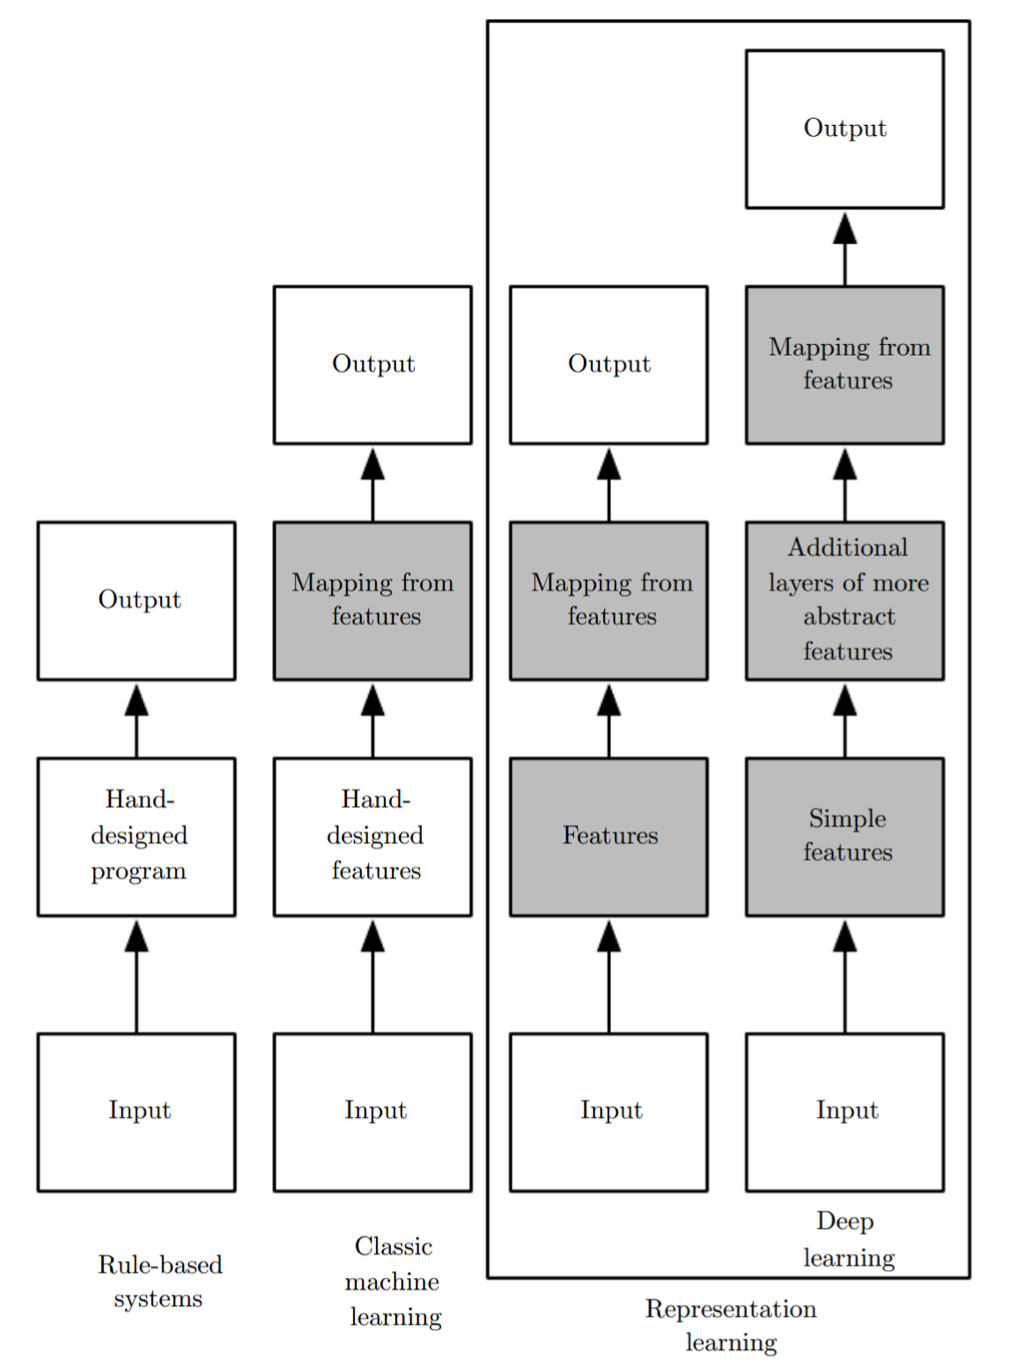 Output
Output
Output
Mapping from
features
Output
Mapping from
features
Mapping from
features
Additional
layers of more
abstract
features
Hand-
designed
program
Hand-
designed
features
Features
Simple
features
Input
Input
Input
Input
Rule-based
systems
Classic
machine
learning
Deep
learning
Representation
learning